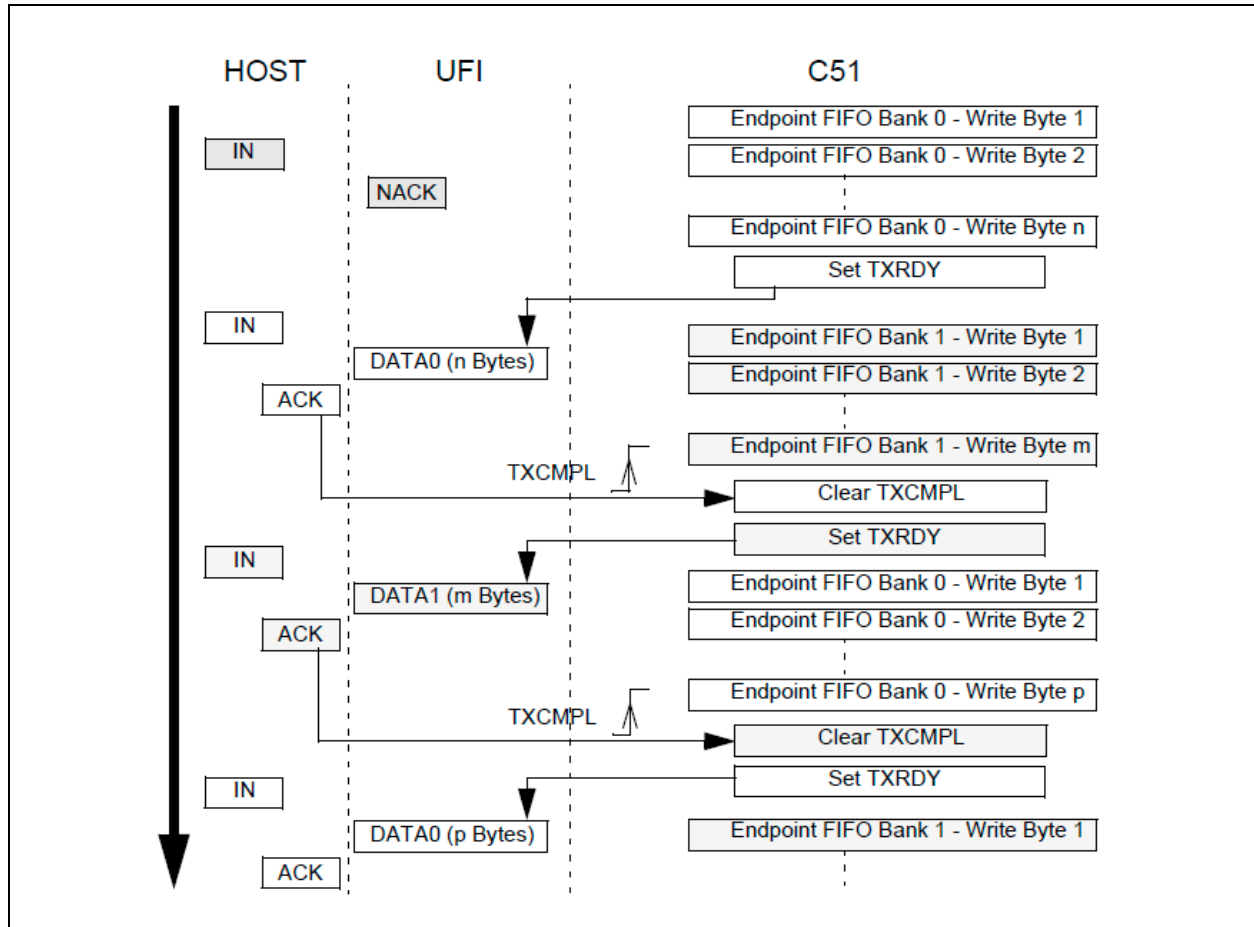 HOST UFI C51
Endpoint FIFO Bank 0 - Write Byte 1
IN
Endpoint FIFO Bank 0 - Write Byte 2
NACK
Endpoint FIFO Bank 0 - Write Byte n
Set TXRDY
IN
Endpoint FIFO Bank 1 - Write Byte 1
DATA0 (n Bytes)
Endpoint FIFO Bank 1 - Write Byte 2
ACK
Endpoint FIFO Bank 1 - Write Byte m
TXCMPL
Clear TXCMPL
Set TXRDY
IN
Endpoint FIFO Bank 0 - Write Byte 1
DATA1 (m Bytes)
Endpoint FIFO Bank 0 - Write Byte 2
ACK
Endpoint FIFO Bank 0 - Write Byte p
TXCMPL
Clear TXCMPL
Set TXRDY
IN
DATA0 (p Bytes)
Endpoint FIFO Bank 1 - Write Byte 1
ACK